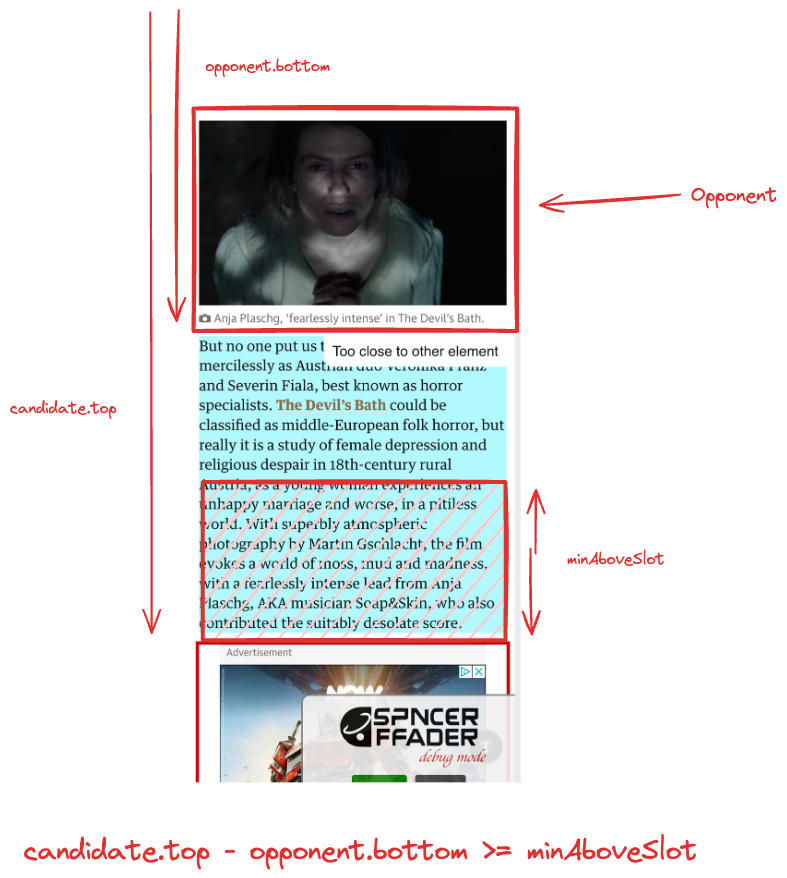 opponent.bottom
Opponent
Anja Plaschg, ‘fearlessly intense’ in The Devil’s Bath.
But no one put us t
Too close to other element
mercilessly as Austrian duo Veronika Franz
and Severin Fiala, best known as horror
specialists. The Devil’s Bath could be
candidate.top
classified as middle-European folk horror, but
really it is a study of female depression and
religious despair in 18th-century rural
Austria, as a young woman experiences an
unhappy marriage and worse, in a pitiless
world. With superbly atmospheric
photography by Martin Gschlacht, the film
evokes a world of moss, mud and madness,
minAboveSlot
with a fearlessly intense lead from Anja
Plaschg, AKA musician Soap&Skin, who also
contributed the suitably desolate score.
Advertisement
NOW
SPNCER
FFADER
debug mode
candidate.top - opponent.bottom >= minAboveSlot